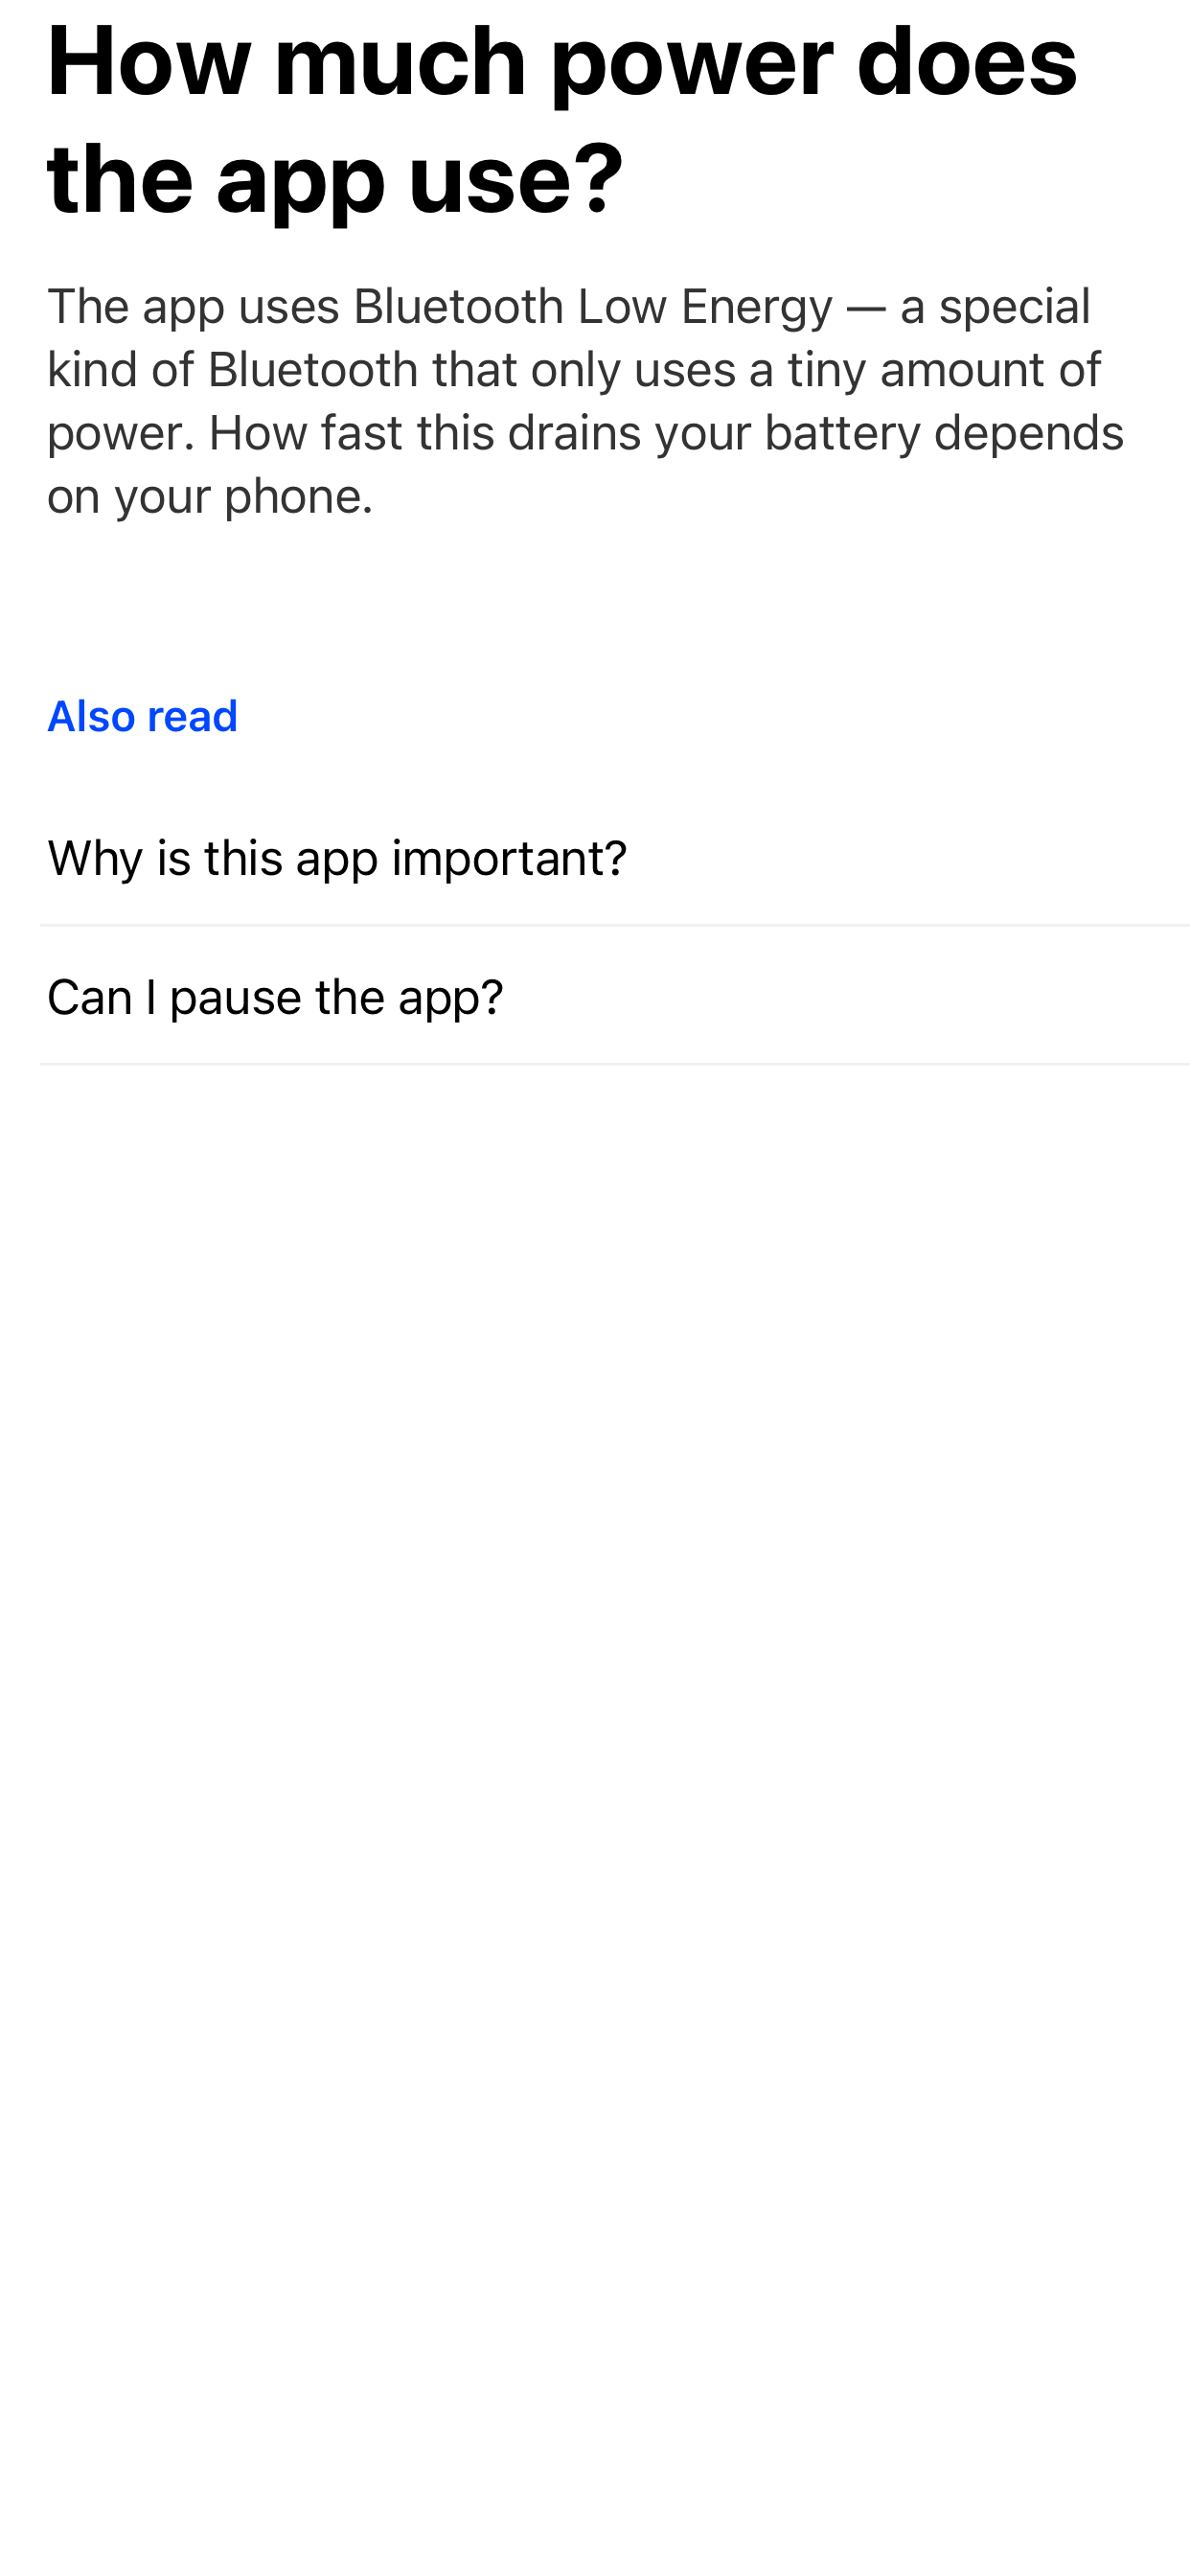 How much power does
the app use?
The app uses Bluetooth Low Energy — a special
kind of Bluetooth that only uses a tiny amount of
power. How fast this drains your battery depends
on your phone.
Also read
Why is this app important?
Can I pause the app?